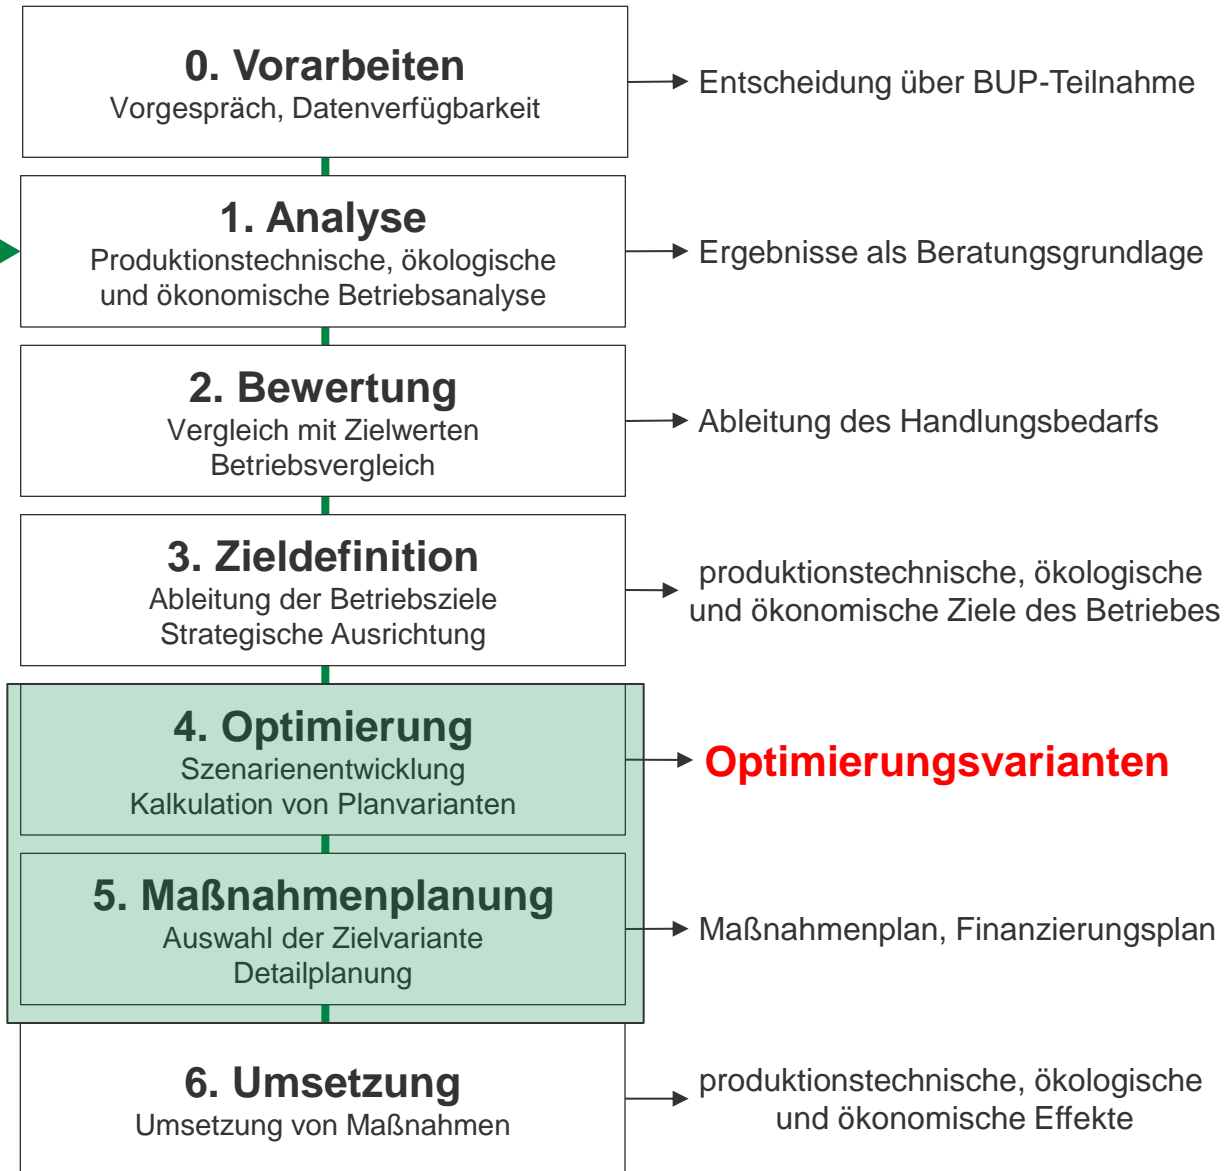 0. Vorarbeiten
Vorgespräch, Datenverfügbarkeit
Entscheidung über BUP-Teilnahme
1. Analyse
Produktionstechnische, ökologische
und ökonomische Betriebsanalyse
Ergebnisse als Beratungsgrundlage
2. Bewertung
Vergleich mit Zielwerten
Betriebsvergleich
Ableitung des Handlungsbedarfs
3. Zieldefinition
Ableitung der Betriebsziele
Strategische Ausrichtung
produktionstechnische, ökologische
und ökonomische Ziele des Betriebes
4. Optimierung
Szenarienentwicklung
Kalkulation von Planvarianten
Optimierungsvarianten
5. Maßnahmenplanung
Auswahl der Zielvariante
Detailplanung
Maßnahmenplan, Finanzierungsplan
6. Umsetzung
Umsetzung von Maßnahmen
produktionstechnische, ökologische
und ökonomische Effekte